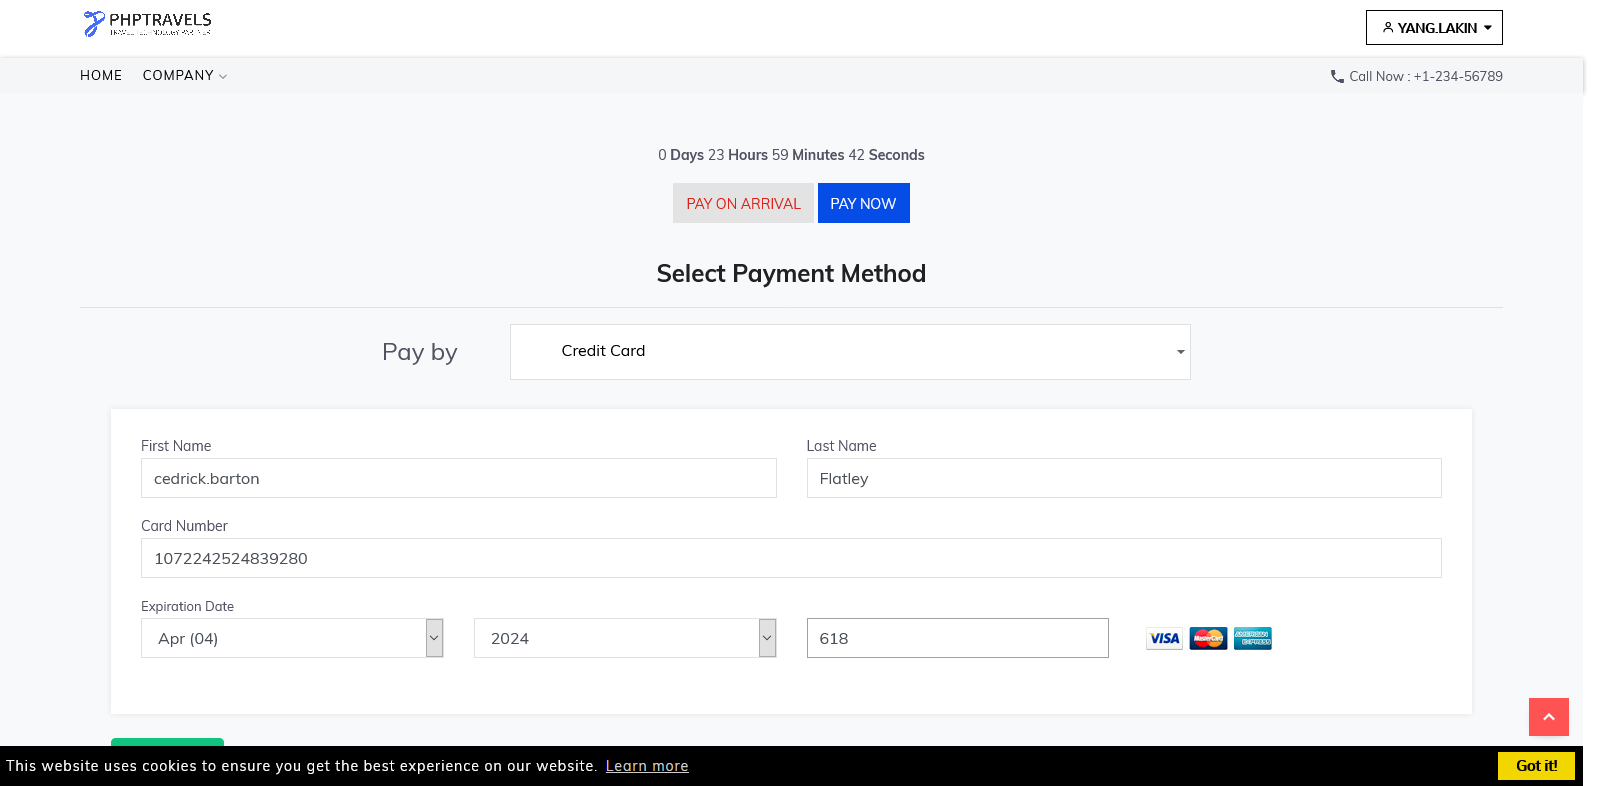 PHPTRAVELS
TRAVEL TECHNOLOGY PARTNER
YANG.LAKIN
HOME COMPANY
Call Now : +1-234-56789
0 Days 23 Hours 59 Minutes 42 Seconds
PAY ON ARRIVAL PAY NOW
Select Payment Method
Pay by Credit Card
First Name Last Name
cedrick.barton Flatley
Card Number
1072242524839280
Expiration Date
Apr (04) 2024 618 VISA MasterCard AMERICAN EXPRESS
This website uses cookies to ensure you get the best experience on our website. Learn more Got it!